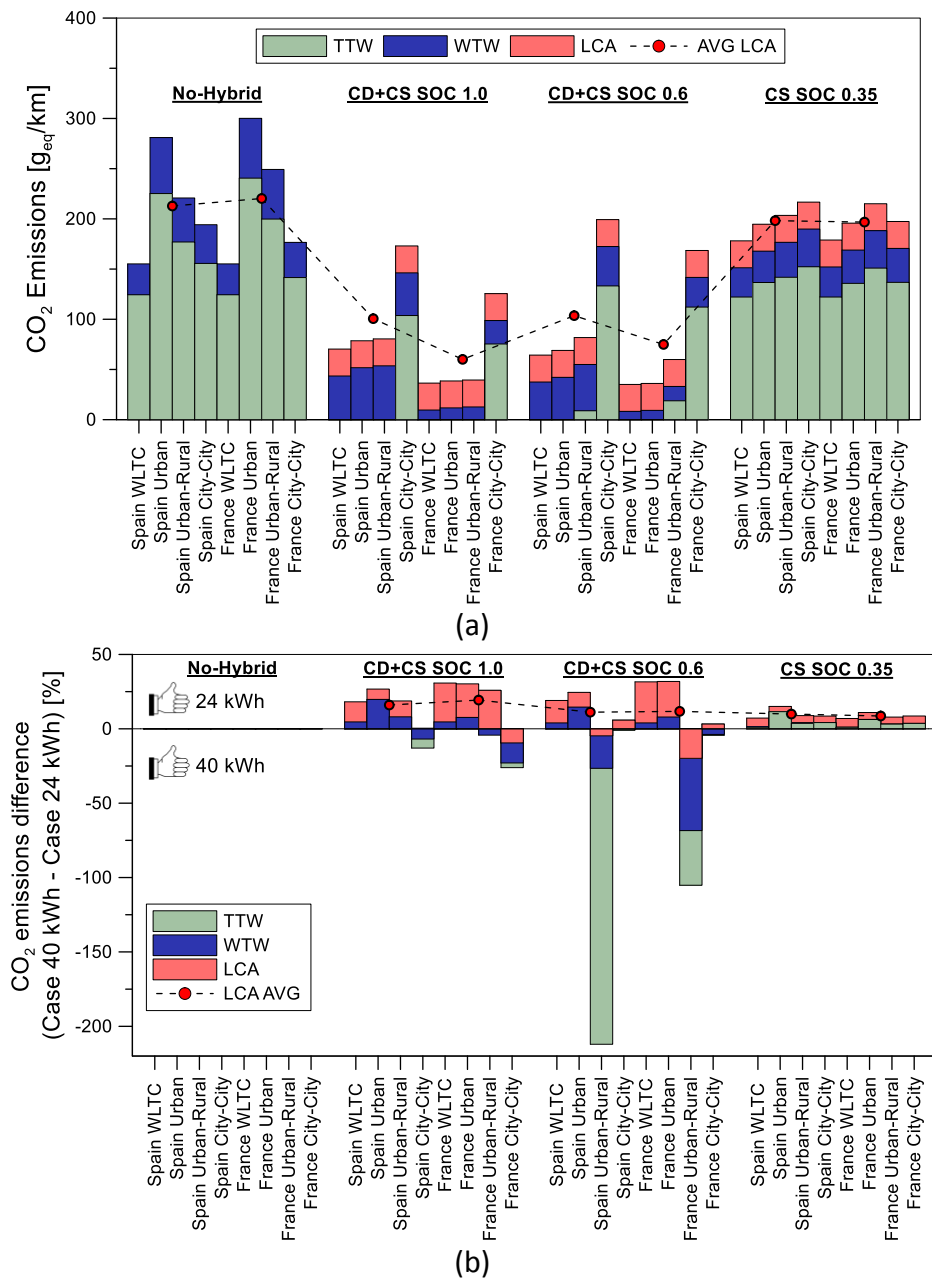 400
300
200
100
0
CO2 Emissions [geq/km]
TTW WTW LCA AVG LCA
No-Hybrid CD+CS SOC 1.0 CD+CS SOC 0.6 CS SOC 0.35
Spain WLTC
Spain Urban
Spain Urban-Rural
Spain City-City
France WLTC
France Urban
France Urban-Rural
France City-City
Spain WLTC
Spain Urban
Spain Urban-Rural
Spain City-City
France WLTC
France Urban
France Urban-Rural
France City-City
Spain WLTC
Spain Urban
Spain Urban-Rural
Spain City-City
France WLTC
France Urban
France Urban-Rural
France City-City
Spain WLTC
Spain Urban
Spain Urban-Rural
Spain City-City
France WLTC
France Urban
France Urban-Rural
France City-City
(a)
50
0
-50
-100
-150
-200
CO2 emissions difference
(Case 40 kWh - Case 24 kWh) [%]
No-Hybrid CD+CS SOC 1.0 CD+CS SOC 0.6 CS SOC 0.35
24 kWh
40 kWh
TTW
WTW
LCA
LCA AVG
Spain WLTC
Spain Urban
Spain Urban-Rural
Spain City-City
France WLTC
France Urban
France Urban-Rural
France City-City
Spain WLTC
Spain Urban
Spain Urban-Rural
Spain City-City
France WLTC
France Urban
France Urban-Rural
France City-City
Spain WLTC
Spain Urban
Spain Urban-Rural
Spain City-City
France WLTC
France Urban
France Urban-Rural
France City-City
Spain WLTC
Spain Urban
Spain Urban-Rural
Spain City-City
France WLTC
France Urban
France Urban-Rural
France City-City
(b)